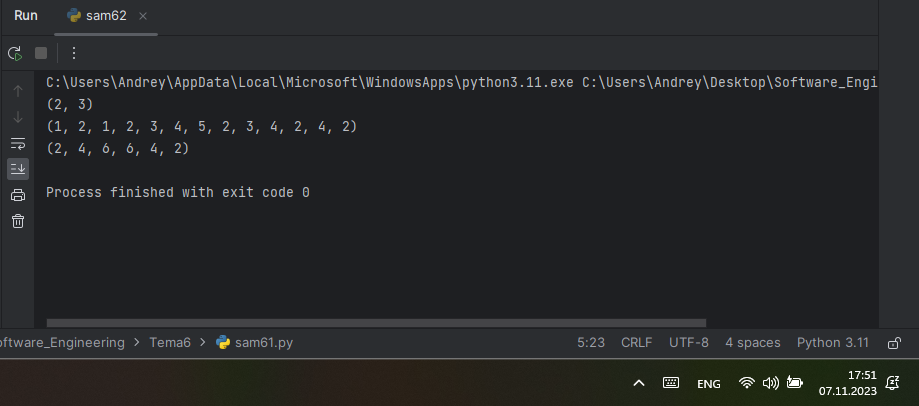 Run sam62
C:\Users\Andrey\AppData\Local\Microsoft\WindowsApps\python3.11.exe C:\Users\Andrey\Desktop\Software_Engi
(2, 3)
(1, 2, 1, 2, 3, 4, 5, 2, 3, 4, 2, 4, 2)
(2, 4, 6, 6, 4, 2)
Process finished with exit code 0
oftware_Engineering > Tema6 > sam61.py 5:23 CRLF UTF-8 4 spaces Python 3.11
17:51
ENG
07.11.2023